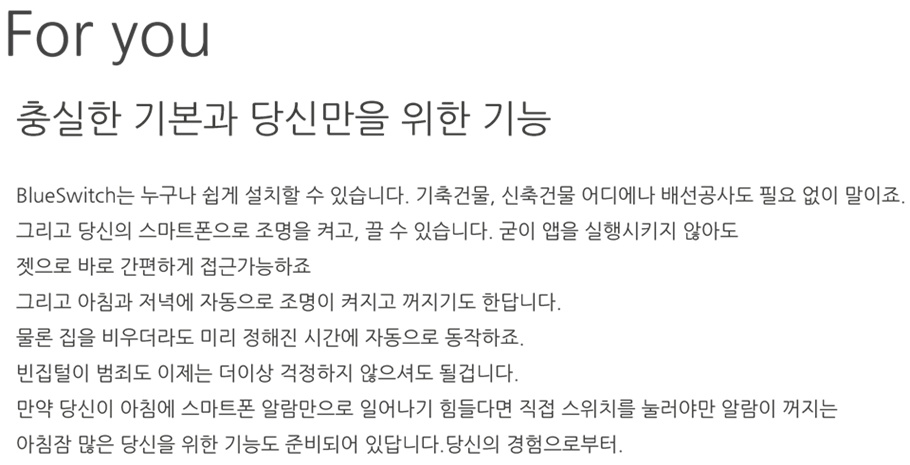 For you
충실한 기본과 당신만을 위한 기능
BlueSwitch는 누구나 쉽게 설치할 수 있습니다. 기축건물, 신축건물 어디에나 배선공사도 필요 없이 말이죠.
그리고 당신의 스마트폰으로 조명을 켜고, 끌 수 있습니다. 굳이 앱을 실행시키지 않아도
젯으로 바로 간편하게 접근가능하죠
그리고 아침과 저녁에 자동으로 조명이 켜지고 꺼지기도 한답니다.
물론 집을 비우더라도 미리 정해진 시간에 자동으로 동작하죠.
빈집털이 범죄도 이제는 더이상 걱정하지 않으셔도 될겁니다.
만약 당신이 아침에 스마트폰 알람만으로 일어나기 힘들다면 직접 스위치를 눌러야만 알람이 꺼지는
아침잠 많은 당신을 위한 기능도 준비되어 있답니다.당신의 경험으로부터.